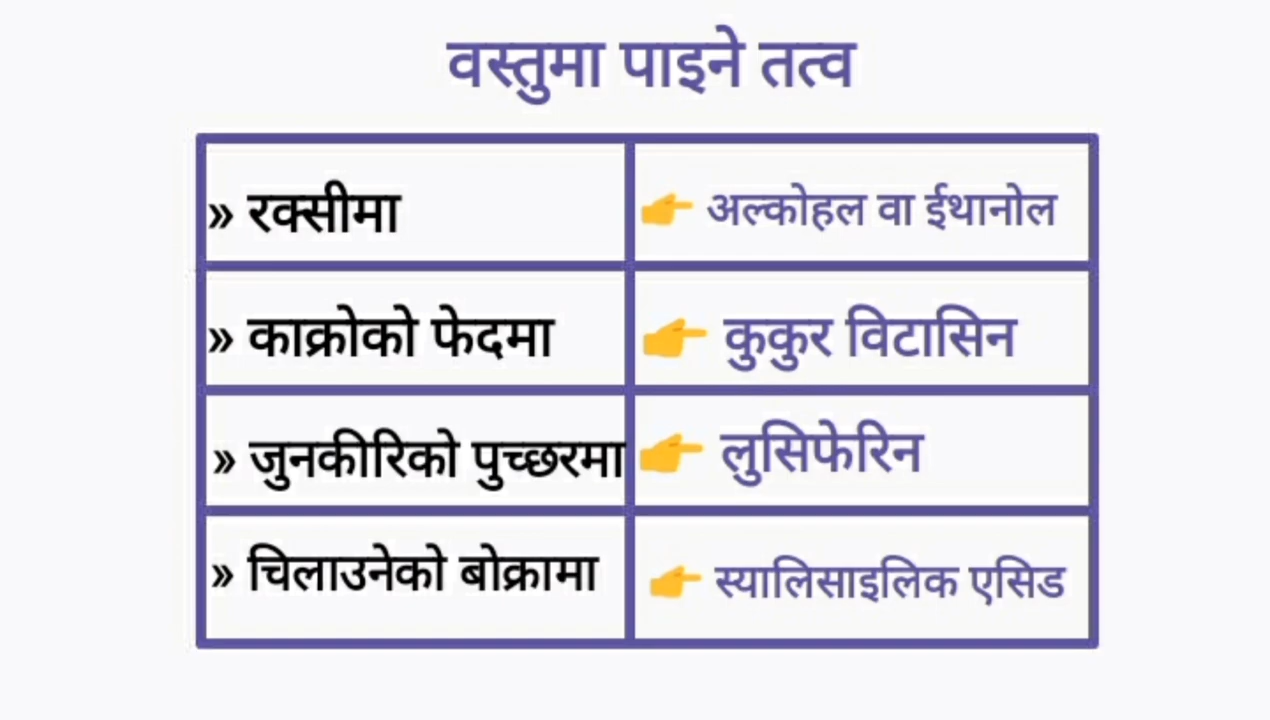 वस्तुमा पाइने तत्व
» रक्सीमा 👉 अल्कोहल वा ईथानोल
» काक्रोको फेदमा 👉 कुकुर विटासिन
» जुनकीरिको पुच्छरमा 👉 लुसिफेरिन
» चिलाउनेको बोक्रामा 👉 स्यालिसाइलिक एसिड